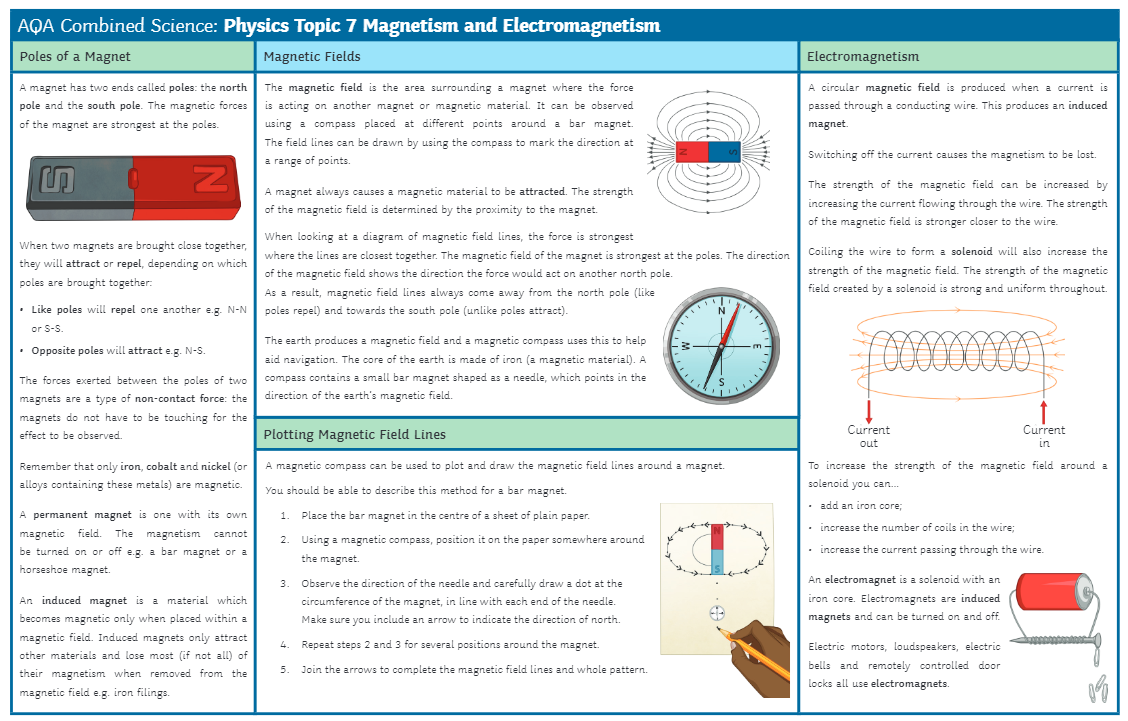 AQA Combined Science: Physics Topic 7 Magnetism and Electromagnetism
Poles of a Magnet
A magnet has two ends called poles: the north
pole and the south pole. The magnetic forces
of the magnet are strongest at the poles.
S N
When two magnets are brought close together,
they will attract or repel, depending on which
poles are brought together:
• Like poles will repel one another e.g. N-N
or S-S.
• Opposite poles will attract e.g. N-S.
The forces exerted between the poles of two
magnets are a type of non-contact force: the
magnets do not have to be touching for the
effect to be observed.
Remember that only iron, cobalt and nickel (or
alloys containing these metals) are magnetic.
A permanent magnet is one with its own
magnetic field. The magnetism cannot
be turned on or off e.g. a bar magnet or a
horseshoe magnet.
An induced magnet is a material which
becomes magnetic only when placed within a
magnetic field. Induced magnets only attract
other materials and lose most (if not all) of
their magnetism when removed from the
magnetic field e.g. iron filings.
Magnetic Fields
The magnetic field is the area surrounding a magnet where the force
is acting on another magnet or magnetic material. It can be observed
using a compass placed at different points around a bar magnet.
The field lines can be drawn by using the compass to mark the direction at
a range of points.
N S
A magnet always causes a magnetic material to be attracted. The strength
of the magnetic field is determined by the proximity to the magnet.
When looking at a diagram of magnetic field lines, the force is strongest
where the lines are closest together. The magnetic field of the magnet is strongest at the poles. The direction
of the magnetic field shows the direction the force would act on another north pole.
As a result, magnetic field lines always come away from the north pole (like
poles repel) and towards the south pole (unlike poles attract).
The earth produces a magnetic field and a magnetic compass uses this to help
aid navigation. The core of the earth is made of iron (a magnetic material). A
compass contains a small bar magnet shaped as a needle, which points in the
direction of the earth's magnetic field.
N
W E
S
Plotting Magnetic Field Lines
A magnetic compass can be used to plot and draw the magnetic field lines around a magnet.
You should be able to describe this method for a bar magnet.
1. Place the bar magnet in the centre of a sheet of plain paper.
2. Using a magnetic compass, position it on the paper somewhere around
the magnet.
3. Observe the direction of the needle and carefully draw a dot at the
circumference of the magnet, in line with each end of the needle.
Make sure you include an arrow to indicate the direction of north.
4. Repeat steps 2 and 3 for several positions around the magnet.
5. Join the arrows to complete the magnetic field lines and whole pattern.
N
S
Electromagnetism
A circular magnetic field is produced when a current is
passed through a conducting wire. This produces an induced
magnet.
Switching off the current causes the magnetism to be lost.
The strength of the magnetic field can be increased by
increasing the current flowing through the wire. The strength
of the magnetic field is stronger closer to the wire.
Coiling the wire to form a solenoid will also increase the
strength of the magnetic field. The strength of the magnetic
field created by a solenoid is strong and uniform throughout.
Current
out
Current
in
To increase the strength of the magnetic field around a
solenoid you can...
• add an iron core;
• increase the number of coils in the wire;
• increase the current passing through the wire.
An electromagnet is a solenoid with an
iron core. Electromagnets are induced
magnets and can be turned on and off.
Electric motors, loudspeakers, electric
bells and remotely controlled door
locks all use electromagnets.